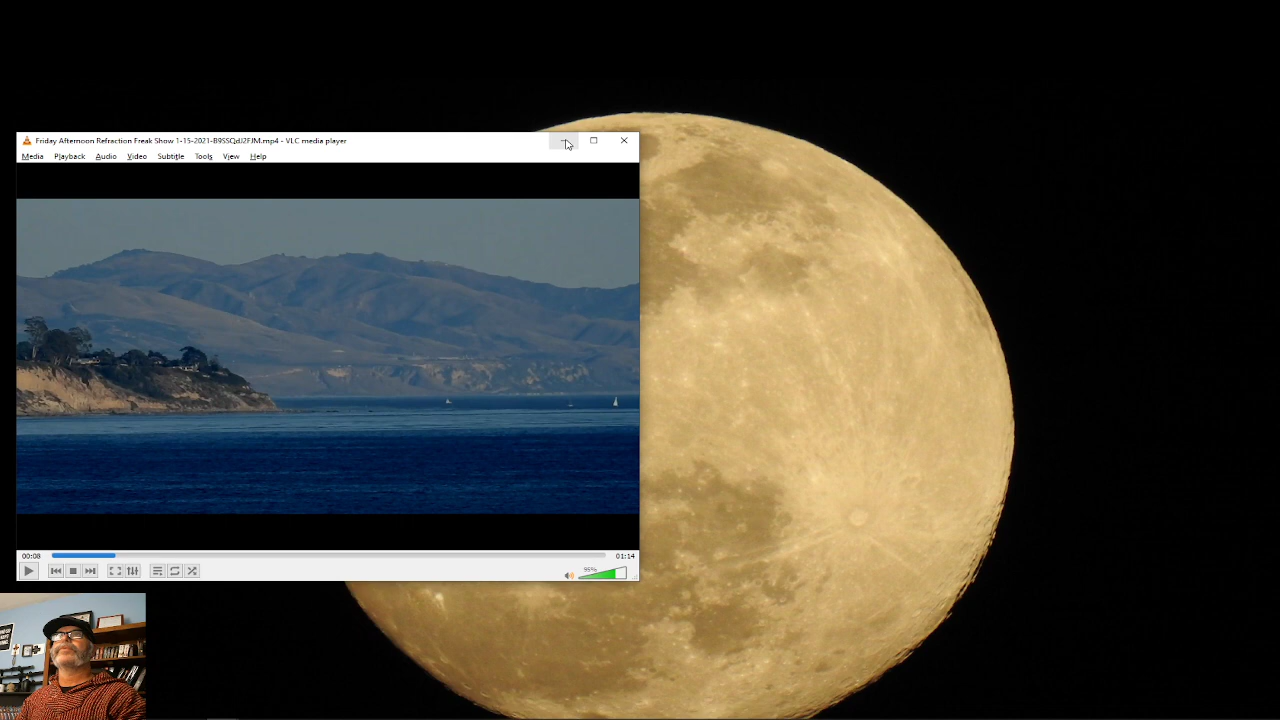 Friday Afternoon Refraction Freak Show 1-15-2021-B9SSQdJ2FJM.mp4 - VLC media player
Media Playback Audio Video Subtitle Tools View Help
00:08 01:14
95%